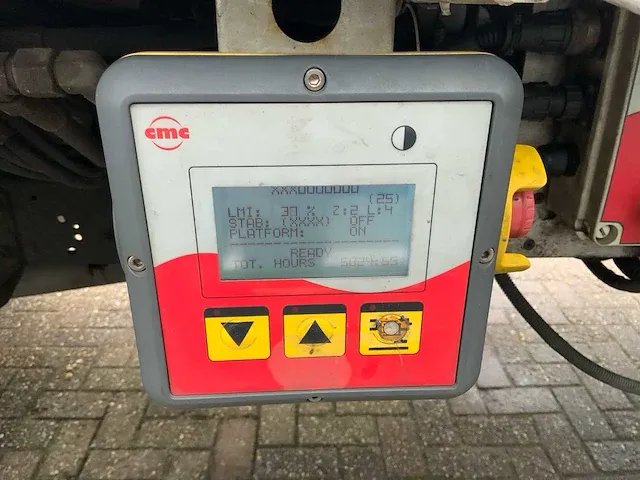 cmc
XXX0000000
(25)
LMI: 37 % Z:2 L:4
STAB: (XXXX) OFF
PLATFORM: ON
READY
TOT. HOURS